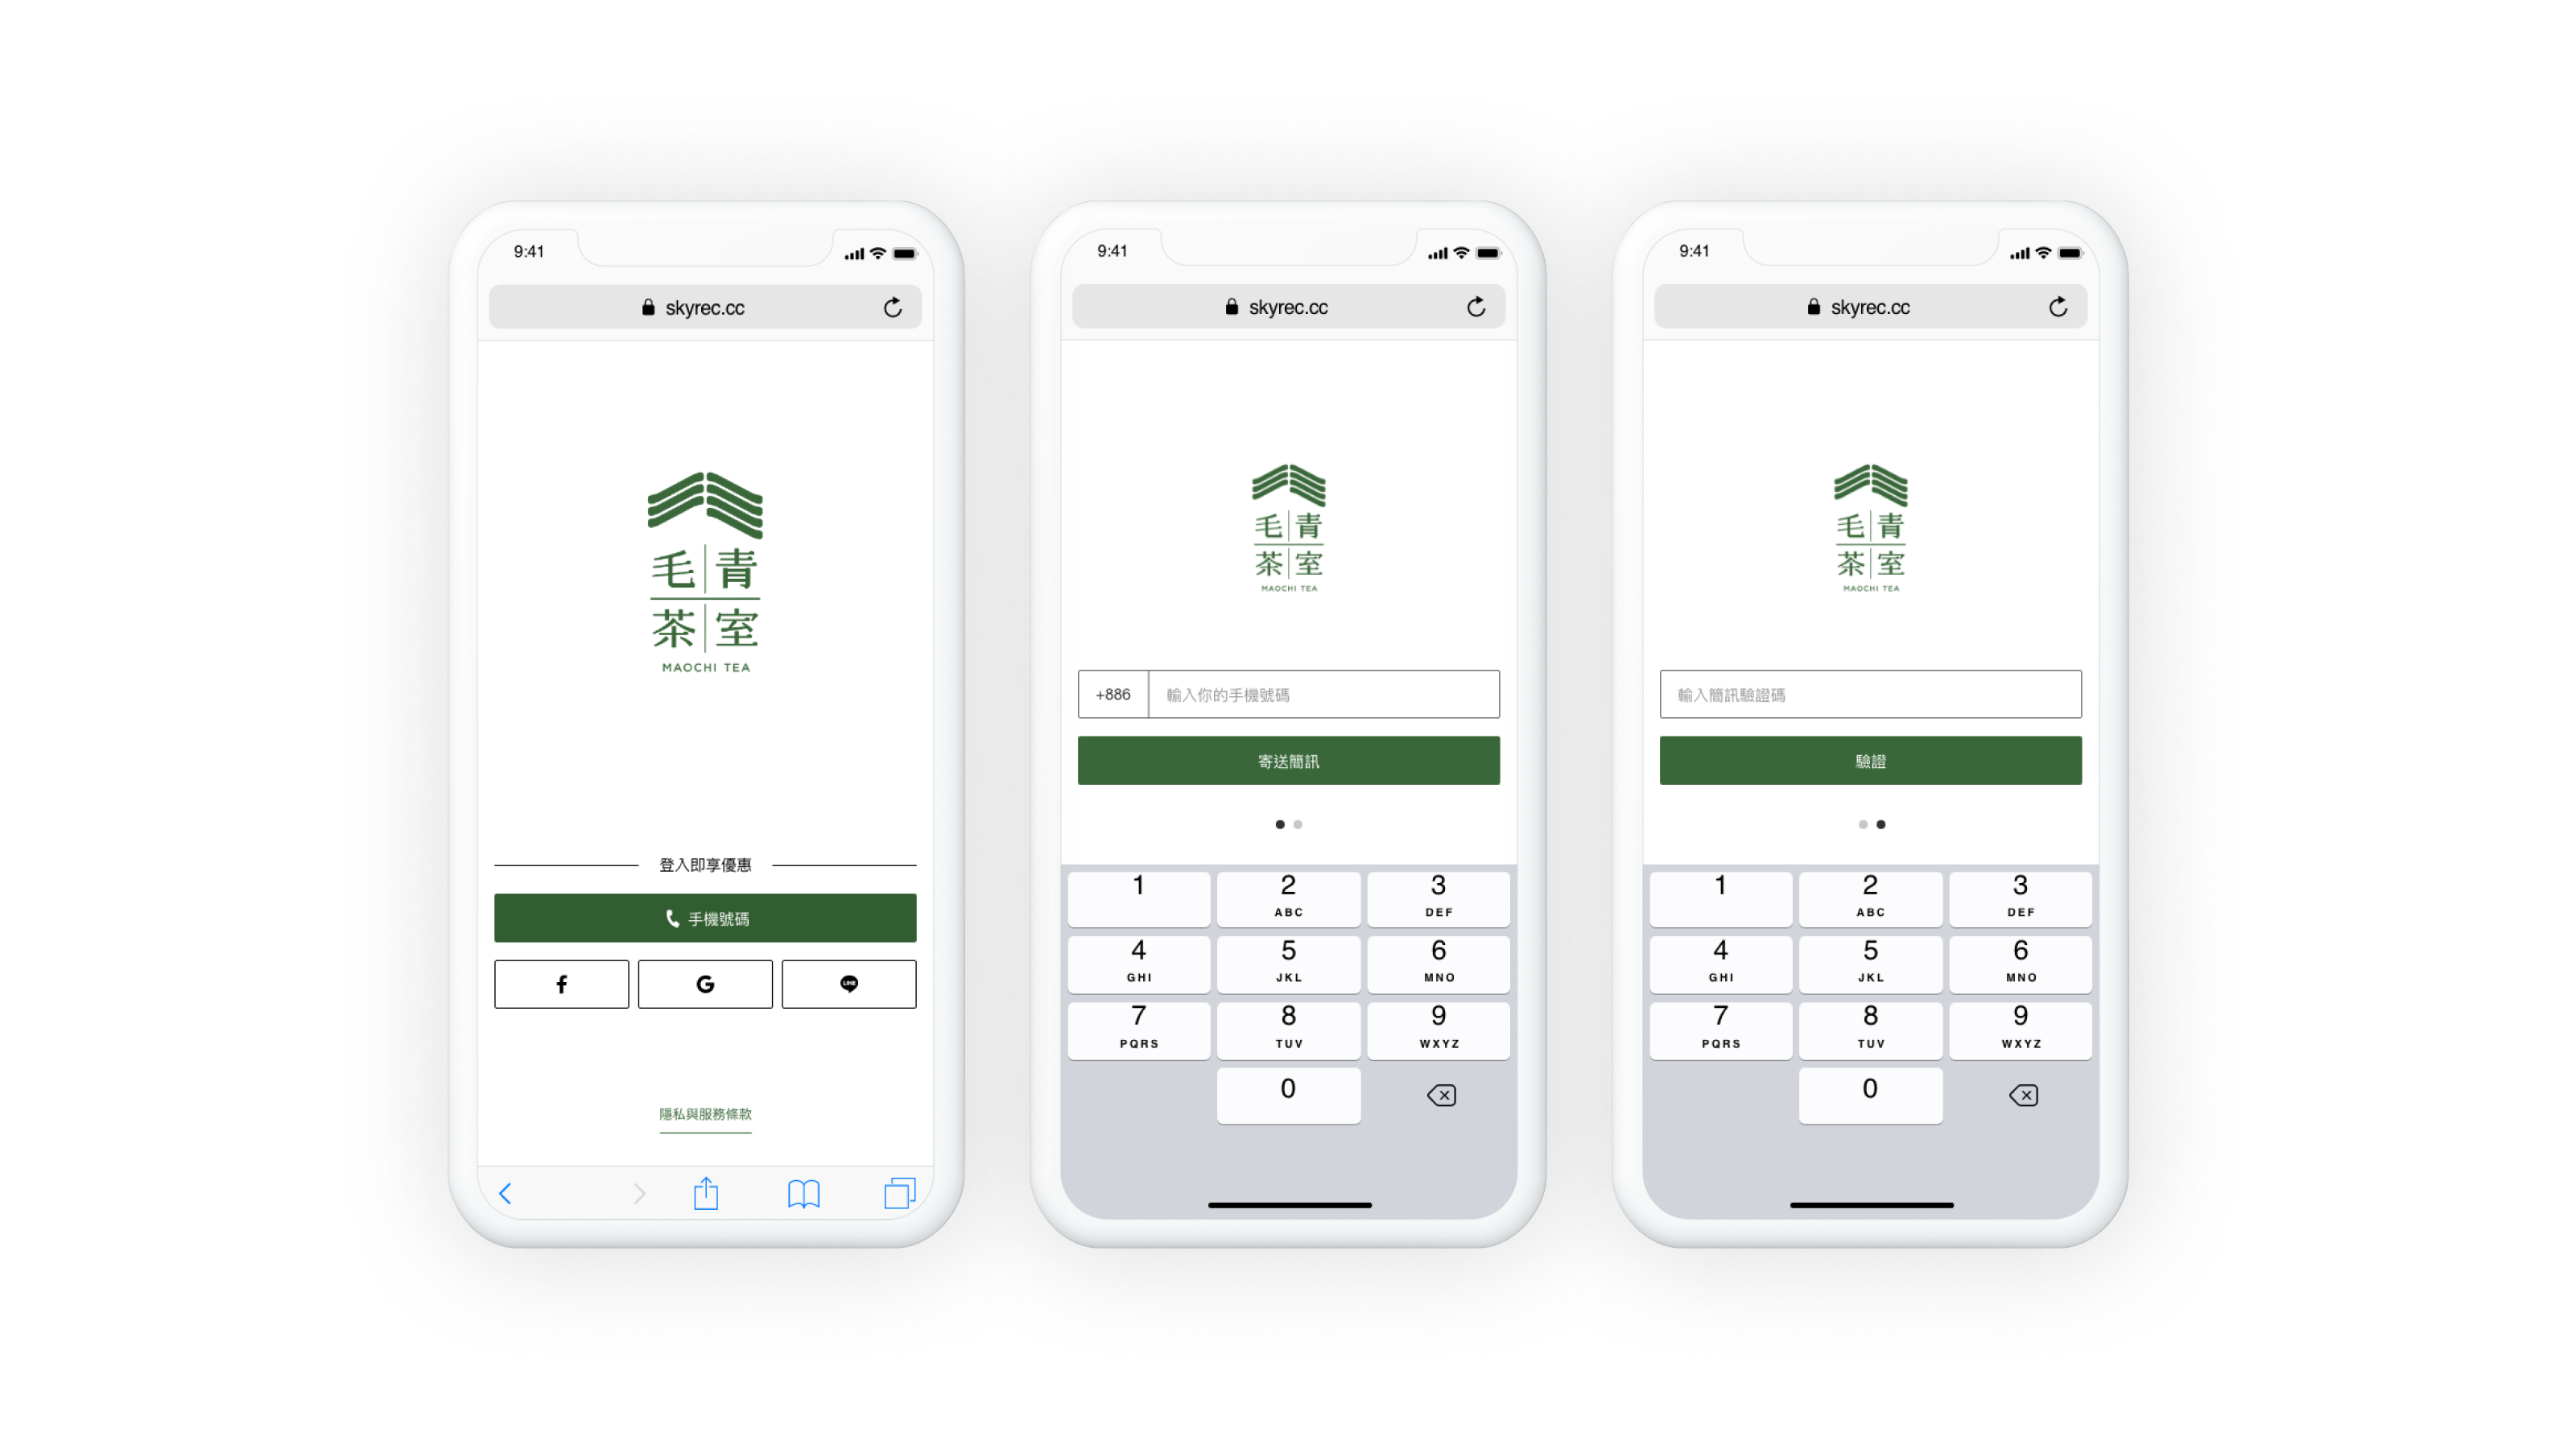 9:41
skyrec.cc
毛青
茶室
MAOCHI TEA
登入即享優惠
手機號碼
f
G
LINE
隱私與服務條款
9:41
skyrec.cc
毛青
茶室
MAOCHI TEA
+886 輸入你的手機號碼
寄送簡訊
1 2 3
ABC DEF
4 5 6
GHI JKL MNO
7 8 9
PQRS TUV WXYZ
0
9:41
skyrec.cc
毛青
茶室
MAOCHI TEA
輸入簡訊驗證碼
驗證
1 2 3
ABC DEF
4 5 6
GHI JKL MNO
7 8 9
PQRS TUV WXYZ
0